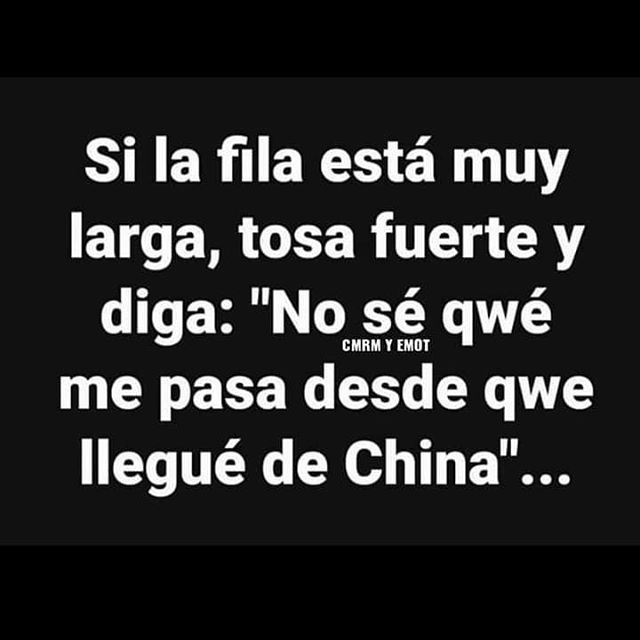 Si la fila está muy
larga, tosa fuerte y
diga: "No sé qwé
CMRM Y EMOT
me pasa desde qwe
llegué de China"...